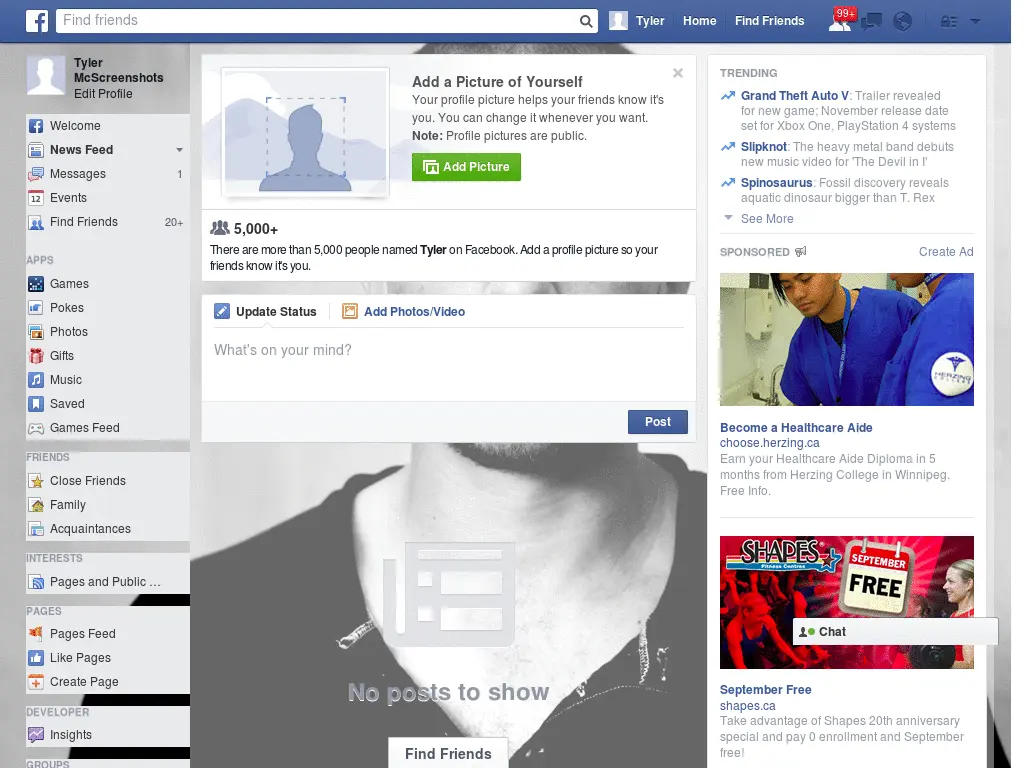 Find friends
Tyler
Home
Find Friends
99+
Tyler
McScreenshots
Edit Profile
Welcome
News Feed
Messages 1
12
Events
Find Friends 20+
APPS
Games
Pokes
Photos
Gifts
Music
Saved
Games Feed
FRIENDS
Close Friends
Family
Acquaintances
INTERESTS
Pages and Public ...
PAGES
Pages Feed
Like Pages
Create Page
DEVELOPER
Insights
GROUPS
Add a Picture of Yourself
Your profile picture helps your friends know it's
you. You can change it whenever you want.
Note: Profile pictures are public.
Add Picture
5,000+
There are more than 5,000 people named Tyler on Facebook. Add a profile picture so your
friends know it's you.
Update Status
Add Photos/Video
What's on your mind?
Post
No posts to show
Find Friends
TRENDING
Grand Theft Auto V: Trailer revealed
for new game; November release date
set for Xbox One, PlayStation 4 systems
Slipknot: The heavy metal band debuts
new music video for 'The Devil in I'
Spinosaurus: Fossil discovery reveals
aquatic dinosaur bigger than T. Rex
See More
SPONSORED
Create Ad
HERZING
COLLEGE
Become a Healthcare Aide
choose.herzing.ca
Earn your Healthcare Aide Diploma in 5
months from Herzing College in Winnipeg.
Free Info.
SHAPES
Fitness Centres
SEPTEMBER
FREE
Chat
September Free
shapes.ca
Take advantage of Shapes 20th anniversary
special and pay 0 enrollment and September
free!